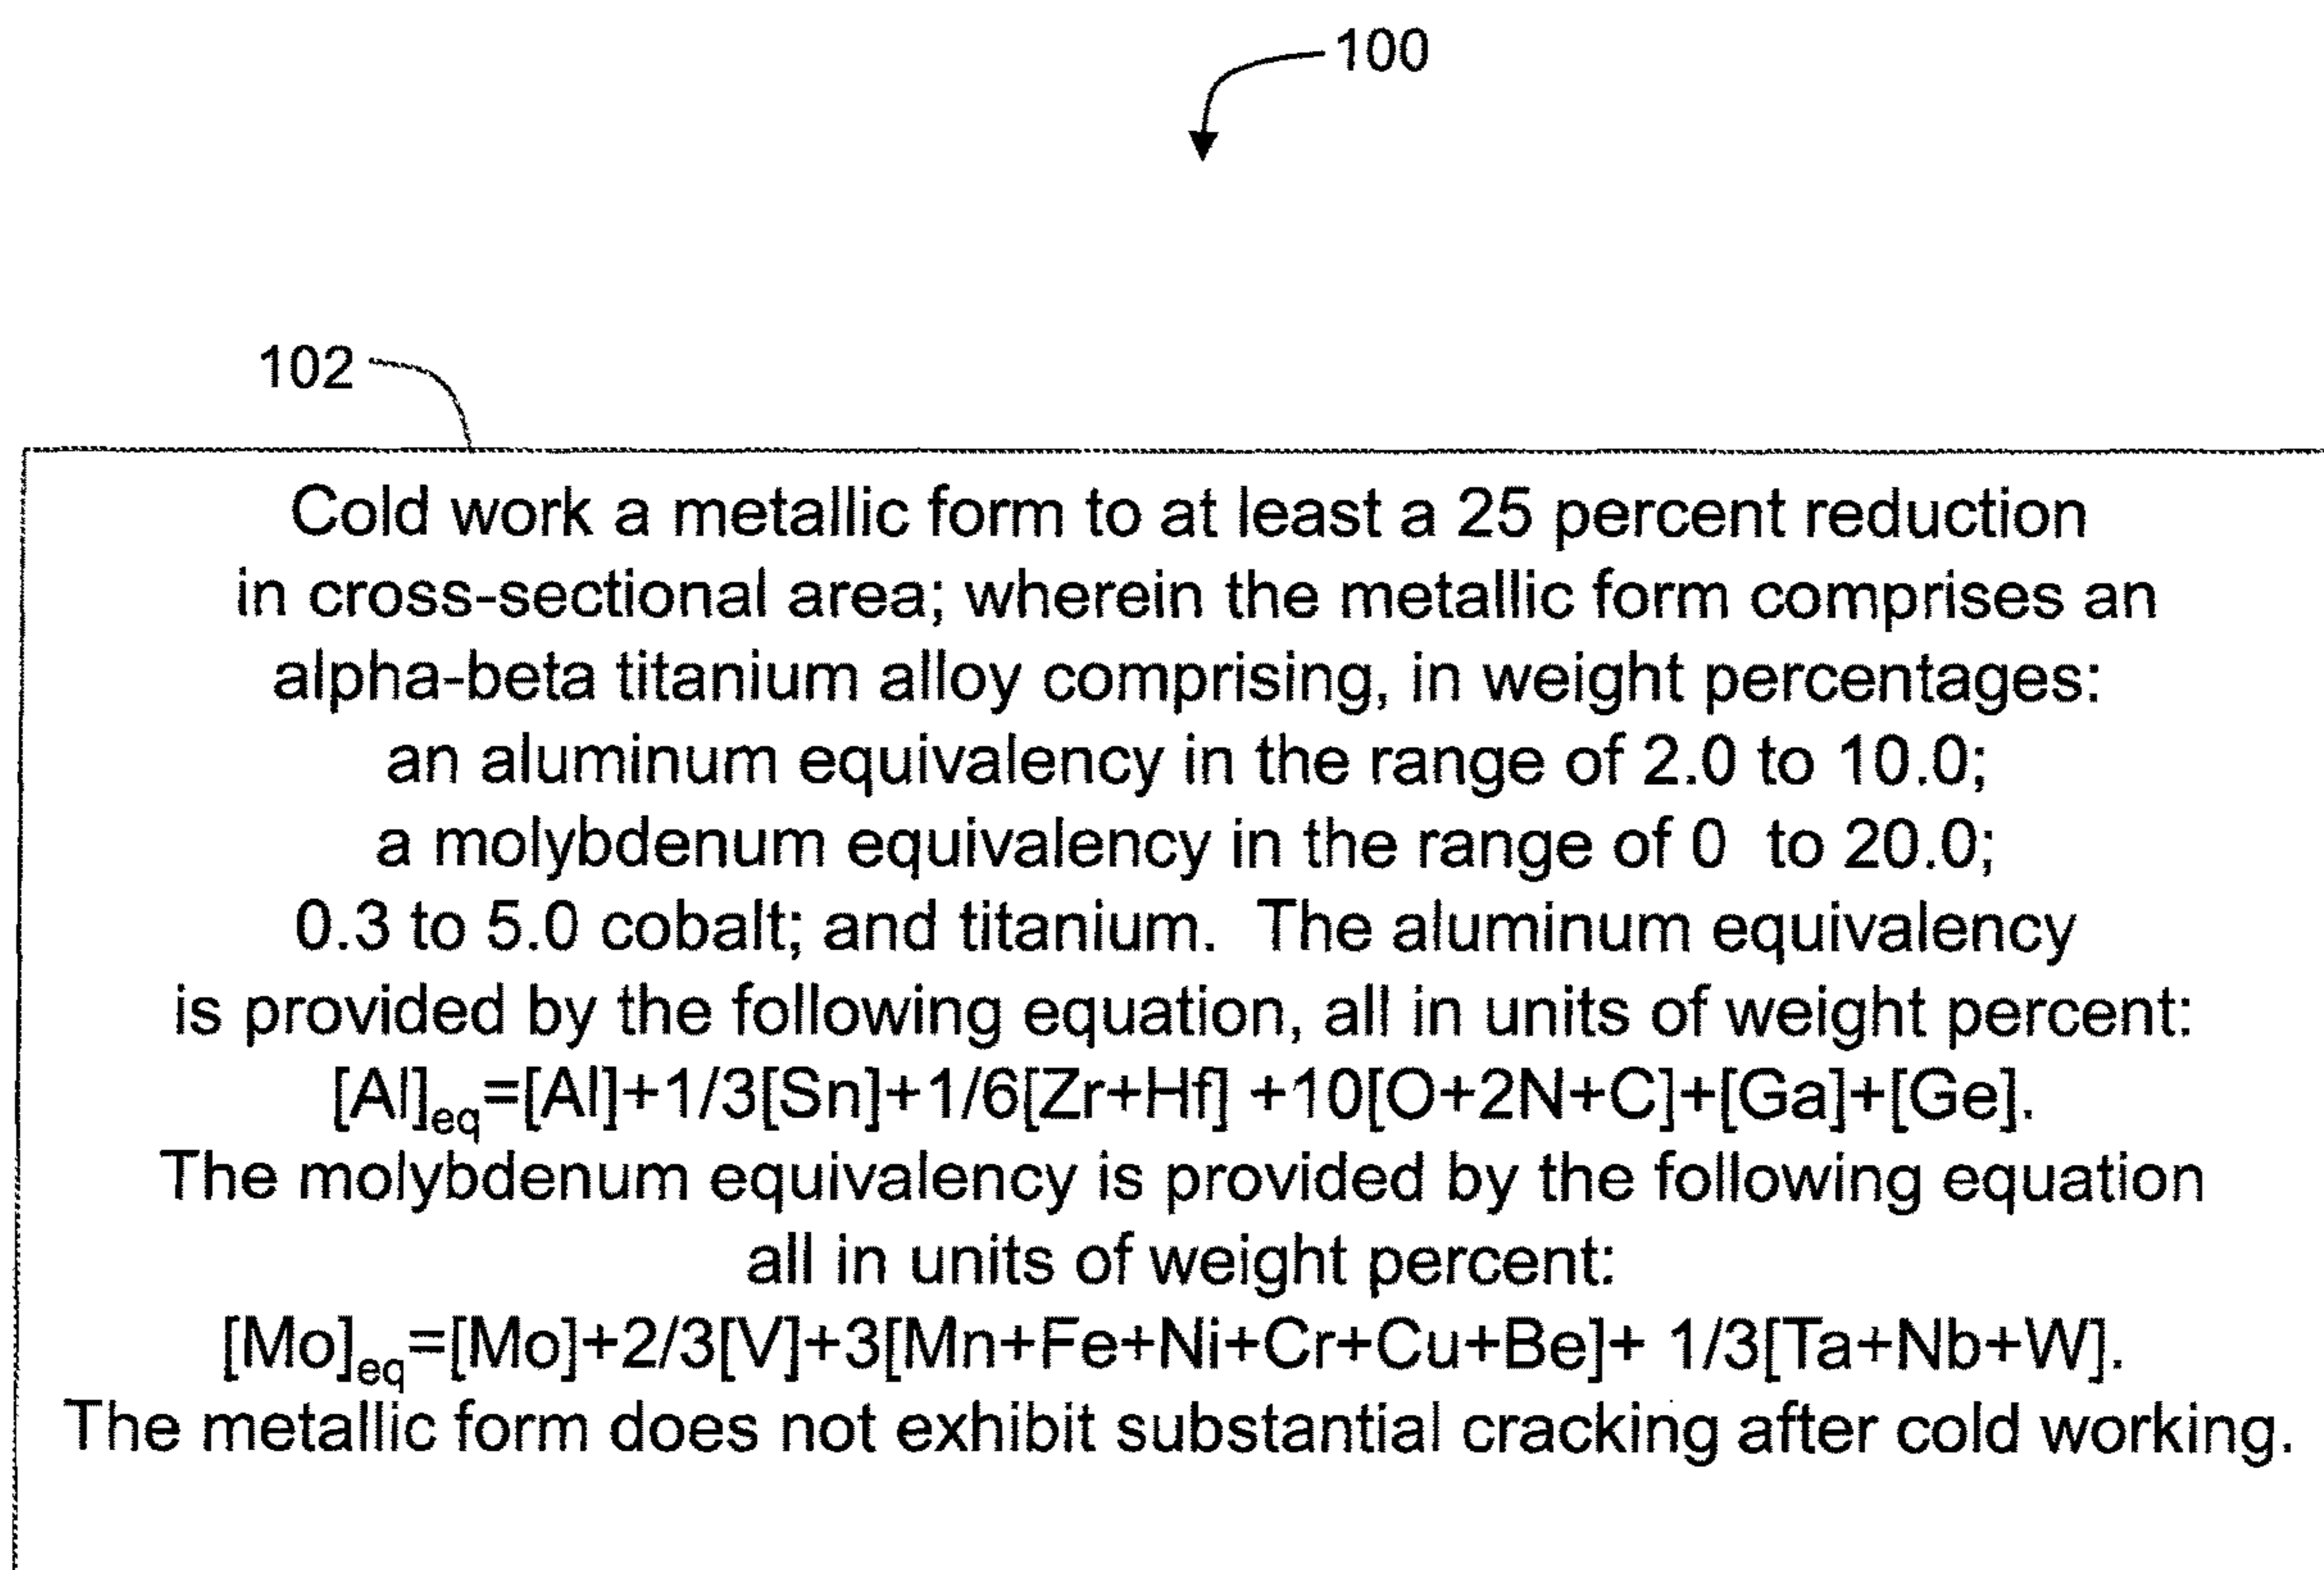 100
102
Cold work a metallic form to at least a 25 percent reduction
in cross-sectional area; wherein the metallic form comprises an
alpha-beta titanium alloy comprising, in weight percentages:
an aluminum equivalency in the range of 2.0 to 10.0;
a molybdenum equivalency in the range of 0 to 20.0;
0.3 to 5.0 cobalt; and titanium. The aluminum equivalency
is provided by the following equation, all in units of weight percent:
[Al]eq=[Al]+1/3[Sn]+1/6[Zr+Hf] +10[O+2N+C]+[Ga]+[Ge].
The molybdenum equivalency is provided by the following equation
all in units of weight percent:
[Mo]eq=[Mo]+2/3[V]+3[Mn+Fe+Ni+Cr+Cu+Be]+ 1/3[Ta+Nb+W].
The metallic form does not exhibit substantial cracking after cold working.